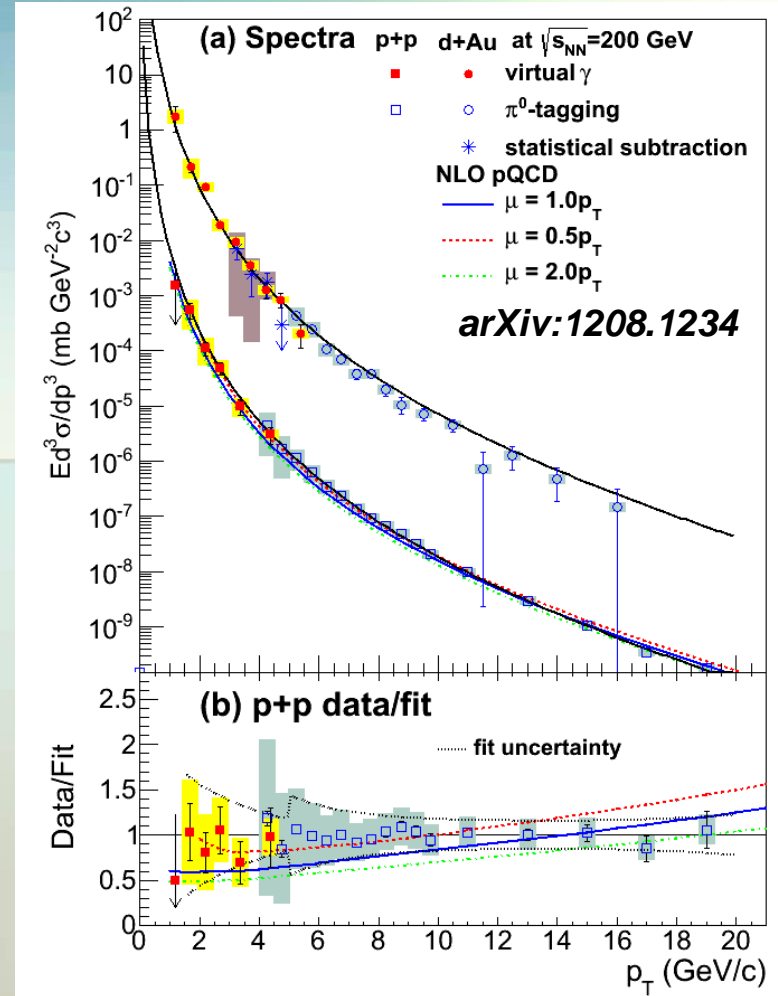 (a) Spectra p+p d+Au at √sNN=200 GeV
virtual γ
π0-tagging
statistical subtraction
NLO pQCD
μ = 1.0pT
μ = 0.5pT
μ = 2.0pT
arXiv:1208.1234
Ed3σ/dp3 (mb GeV-2c3)
10²
10
1
10⁻¹
10⁻²
10⁻³
10⁻⁴
10⁻⁵
10⁻⁶
10⁻⁷
10⁻⁸
10⁻⁹
(b) p+p data/fit
fit uncertainty
Data/Fit
2.5
2
1.5
1
0.5
0
0 2 4 6 8 10 12 14 16 18 20
pT (GeV/c)